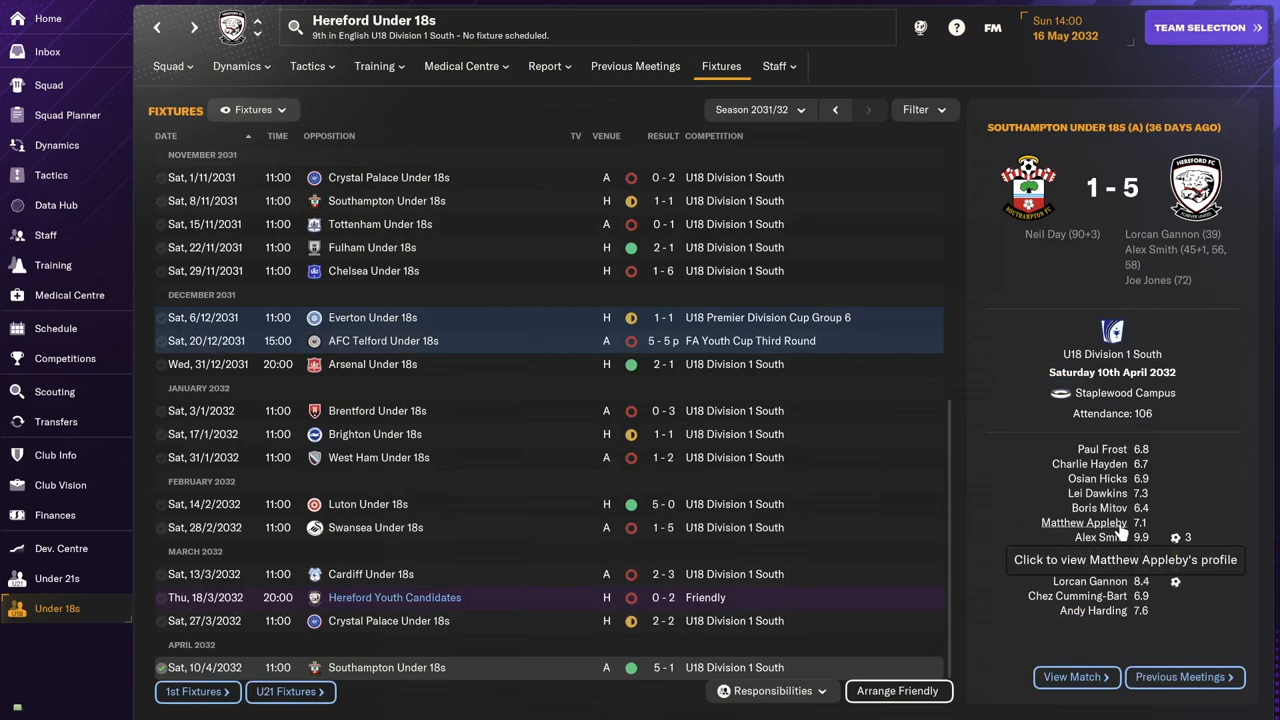 Home
Inbox
Squad
Squad Planner
Dynamics
Tactics
Data Hub
Staff
Training
Medical Centre
Schedule
Competitions
Scouting
Transfers
Club Info
Club Vision
Finances
Dev. Centre
U21
Under 21s
U18
Under 18s
Hereford Under 18s
9th in English U18 Division 1 South - No fixture scheduled.
? FM
Sun 14:00
16 May 2032
TEAM SELECTION
Squad Dynamics Tactics Training Medical Centre Report Previous Meetings Fixtures Staff
FIXTURES Fixtures Season 2031/32 Filter
DATE TIME OPPOSITION TV VENUE RESULT COMPETITION
NOVEMBER 2031
Sat, 1/11/2031 11:00 Crystal Palace Under 18s A 0 - 2 U18 Division 1 South
Sat, 8/11/2031 11:00 Southampton Under 18s H 1 - 1 U18 Division 1 South
Sat, 15/11/2031 11:00 Tottenham Under 18s A 0 - 1 U18 Division 1 South
Sat, 22/11/2031 11:00 Fulham Under 18s H 2 - 1 U18 Division 1 South
Sat, 29/11/2031 11:00 Chelsea Under 18s H 1 - 6 U18 Division 1 South
DECEMBER 2031
Sat, 6/12/2031 11:00 Everton Under 18s H 1 - 1 U18 Premier Division Cup Group 6
Sat, 20/12/2031 15:00 AFC Telford Under 18s A 5 - 5 p FA Youth Cup Third Round
Wed, 31/12/2031 20:00 Arsenal Under 18s H 2 - 1 U18 Division 1 South
JANUARY 2032
Sat, 3/1/2032 11:00 Brentford Under 18s A 0 - 3 U18 Division 1 South
Sat, 17/1/2032 11:00 Brighton Under 18s H 1 - 1 U18 Division 1 South
Sat, 31/1/2032 11:00 West Ham Under 18s A 1 - 2 U18 Division 1 South
FEBRUARY 2032
Sat, 14/2/2032 11:00 Luton Under 18s H 5 - 0 U18 Division 1 South
Sat, 28/2/2032 11:00 Swansea Under 18s A 1 - 5 U18 Division 1 South
MARCH 2032
Sat, 13/3/2032 11:00 Cardiff Under 18s A 2 - 3 U18 Division 1 South
Thu, 18/3/2032 20:00 Hereford Youth Candidates H 0 - 2 Friendly
Sat, 27/3/2032 11:00 Crystal Palace Under 18s H 2 - 2 U18 Division 1 South
APRIL 2032
Sat, 10/4/2032 11:00 Southampton Under 18s A 5 - 1 U18 Division 1 South
1st Fixtures > U21 Fixtures > Responsibilities Arrange Friendly
SOUTHAMPTON UNDER 18S (A) (36 DAYS AGO)
HEREFORD FC
1 - 5
Neil Day (90+3)
Lorcan Gannon (39)
Alex Smith (45+1, 56,
58)
Joe Jones (72)
U18 Division 1 South
Saturday 10th April 2032
Staplewood Campus
Attendance: 106
Paul Frost 6.8
Charlie Hayden 6.7
Osian Hicks 6.9
Lei Dawkins 7.3
Boris Mitov 6.4
Matthew Appleby 7.1
Alex Smith 9.9 3
Click to view Matthew Appleby's profile
Lorcan Gannon 8.4
Chez Cumming-Bart 6.9
Andy Harding 7.6
View Match > Previous Meetings >